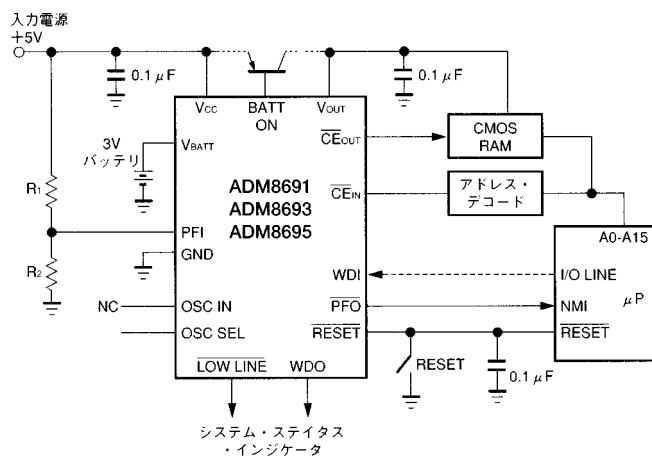 入力電源
+5V
0.1 μF
0.1 μF
VCC
BATT
ON
VOUT
3V
バッテリ
VBATT
CEOUT
CMOS
RAM
R1
ADM8691
ADM8693
ADM8695
CEIN
アドレス・
デコード
A0-A15
PFI
R2
GND
WDI
I/O LINE
μP
NC
OSC IN
PFO
NMI
OSC SEL
RESET
RESET
RESET
LOW LINE
WDO
0.1 μF
システム・ステイタス
・インジケータ